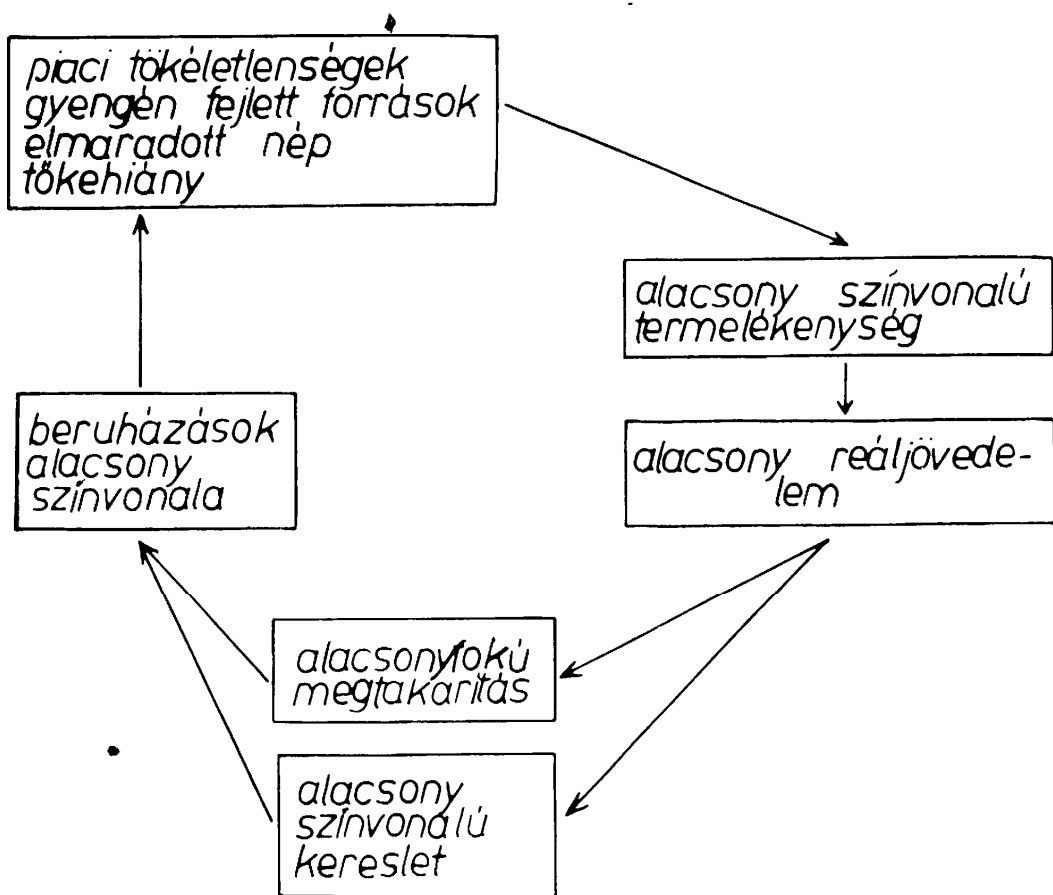 piaci tökéletlenségek
gyengén fejlett források
elmaradott nép
tőkehiány
alacsony színvonalú
termelékenység
alacsony reáljövede-
lem
beruházások
alacsony
színvonala
alacsonyfokú
megtakarítás
alacsony
színvonalú
kereslet